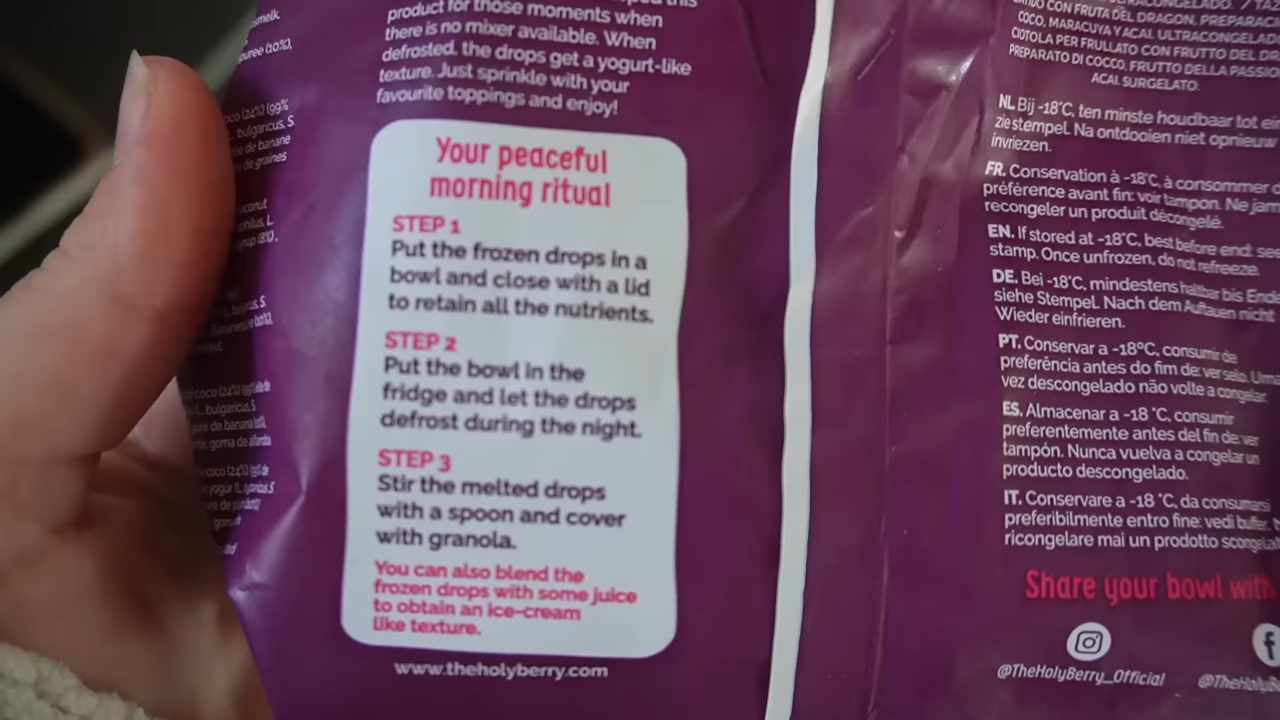 product for those moments when
there is no mixer available. When
defrosted, the drops get a yogurt-like
texture. Just sprinkle with your
favourite toppings and enjoy!
Your peaceful
morning ritual
STEP 1
Put the frozen drops in a
bowl and close with a lid
to retain all the nutrients.
STEP 2
Put the bowl in the
fridge and let the drops
defrost during the night.
STEP 3
Stir the melted drops
with a spoon and cover
with granola.
You can also blend the
frozen drops with some juice
to obtain an ice-cream
like texture.
www.theholyberry.com
CON FRUTA DEL DRAGON, PREPARAC
COCO, MARACUYA Y ACAI. ULTRACONGELADO
CIOTOLA PER FRULLATO CON FRUTTO DEL DR
PREPARATO DI COCCO, FRUTTO DELLA PASSIO
ACAI. SURGELATO.
NL Bij -18°C, ten minste houdbaar tot ein
zie stempel. Na ontdooien niet opnieuw
invriezen.
FR. Conservation à -18°C, à consommer d
préférence avant fin: voir tampon. Ne jam
recongeler un produit décongelé.
EN. If stored at -18°C, best before end: see
stamp. Once unfrozen, do not refreeze.
DE. Bei -18°C, mindestens haltbar bis Ende
siehe Stempel. Nach dem Auftauen nicht
Wieder einfrieren.
PT. Conservar a -18°C, consumir de
preferência antes do fim de: ver selo. Uma
vez descongelado não volte a congelar.
ES. Almacenar a -18 °C, consumir
preferentemente antes del fin de: ver
tampón. Nunca vuelva a congelar un
producto descongelado.
IT. Conservare a -18 °C, da consumarsi
preferibilmente entro fine: vedi buffer. N
ricongelare mai un prodotto scongelat
Share your bowl with
@TheHolyBerry_Official
@TheHolyB